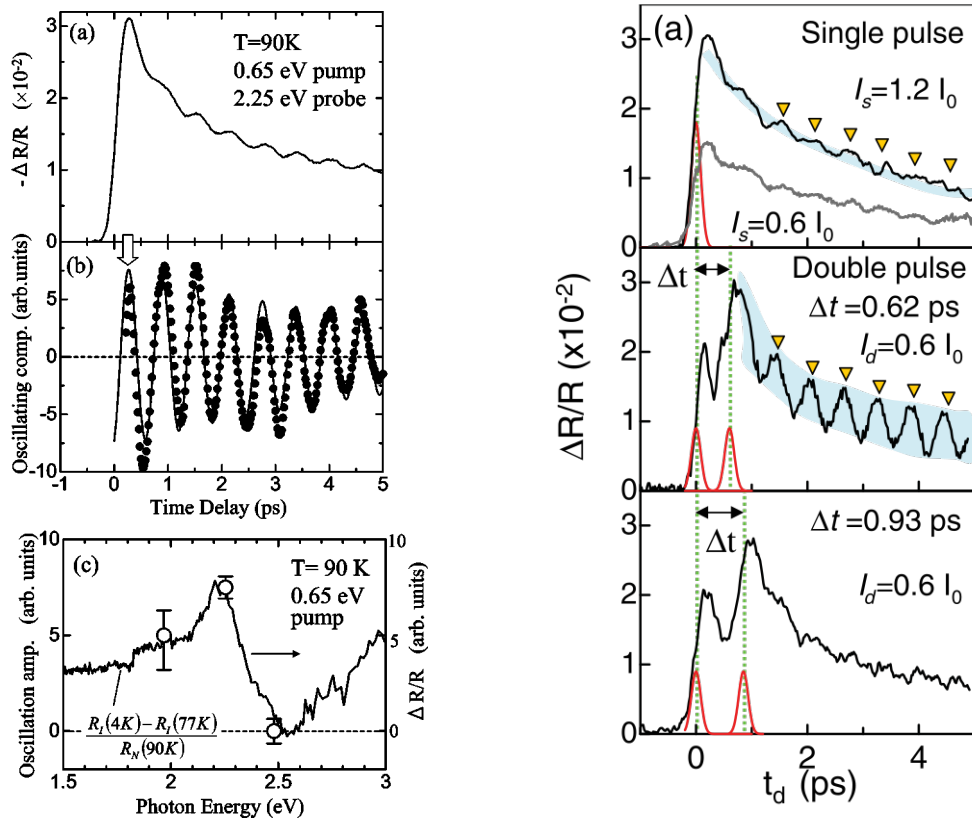 (a)
T=90K
0.65 eV pump
2.25 eV probe
- Δ R/R (×10⁻²)
3
2
1
0
(b)
Oscillating comp. (arb.units)
5
0
-5
-10
-1 0 1 2 3 4 5
Time Delay (ps)
(c)
T= 90 K
0.65 eV
pump
Oscillation amp. (arb. units)
10
5
0
10
5
0
Δ R/R (arb. units)
R_I(4K)−R_I(77K)
R_N(90K)
1.5 2 2.5 3
Photon Energy (eV)
(a)
Single pulse
I_s=1.2 I_0
I_s=0.6 I_0
3
2
1
0
Δt
Double pulse
Δt=0.62 ps
I_d=0.6 I_0
ΔR/R (x10⁻²)
3
2
1
0
Δt
Δt=0.93 ps
I_d=0.6 I_0
3
2
1
0
0 2 4
t_d (ps)